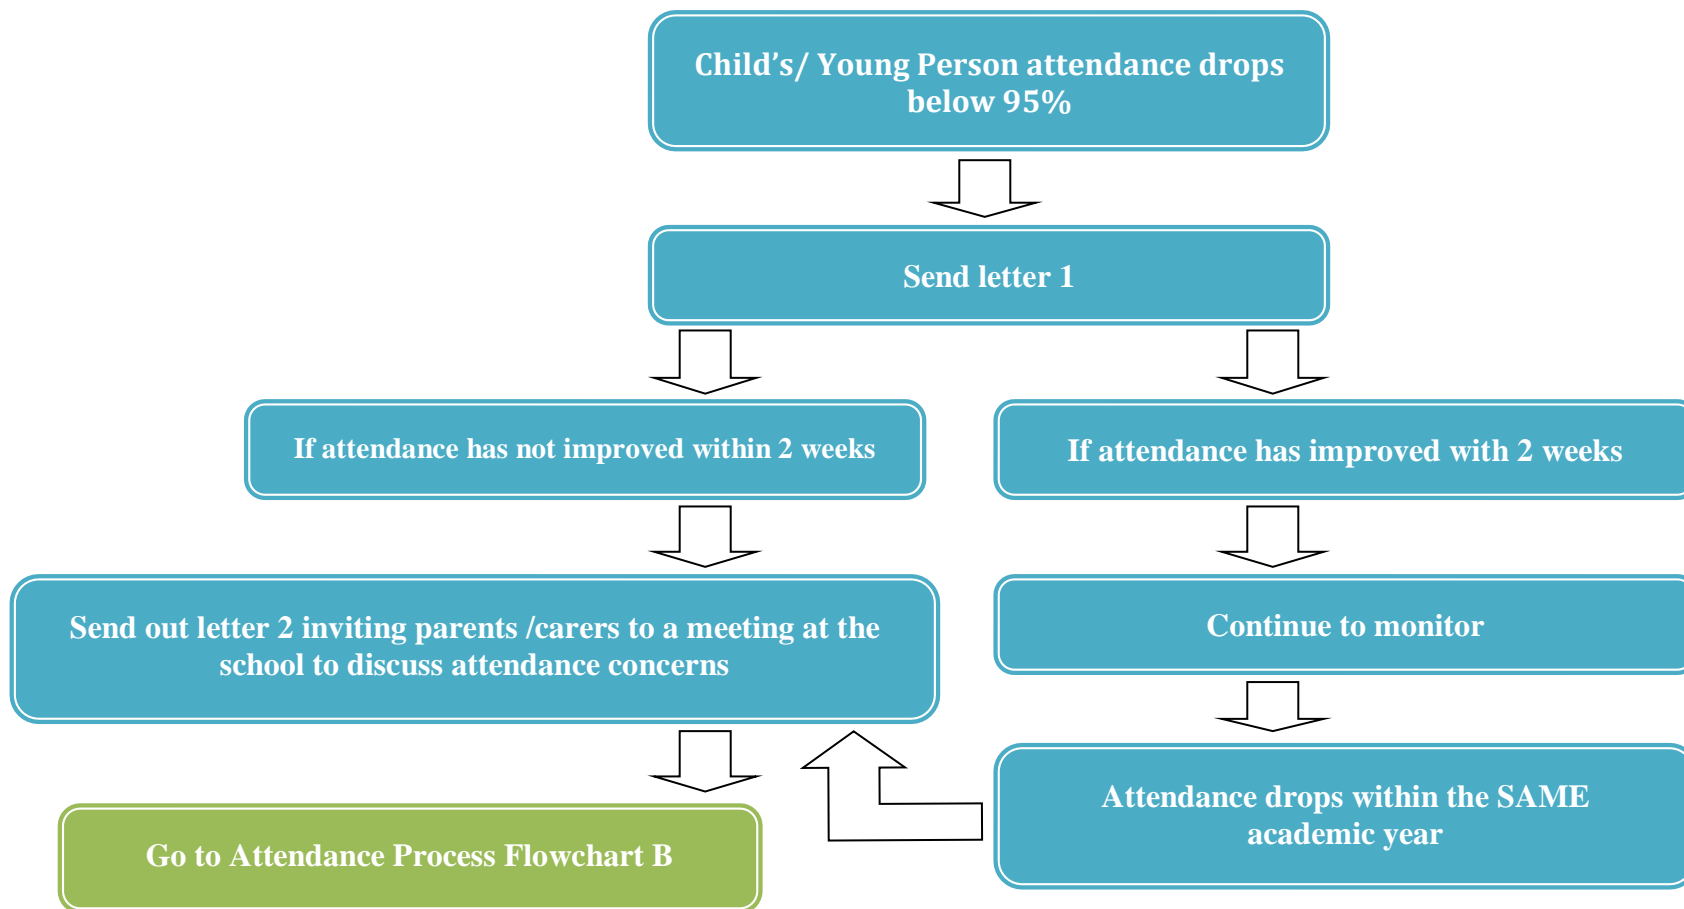 Child’s/ Young Person attendance drops
below 95%
Send letter 1
If attendance has not improved within 2 weeks
If attendance has improved with 2 weeks
Send out letter 2 inviting parents /carers to a meeting at the
school to discuss attendance concerns
Continue to monitor
Attendance drops within the SAME
academic year
Go to Attendance Process Flowchart B